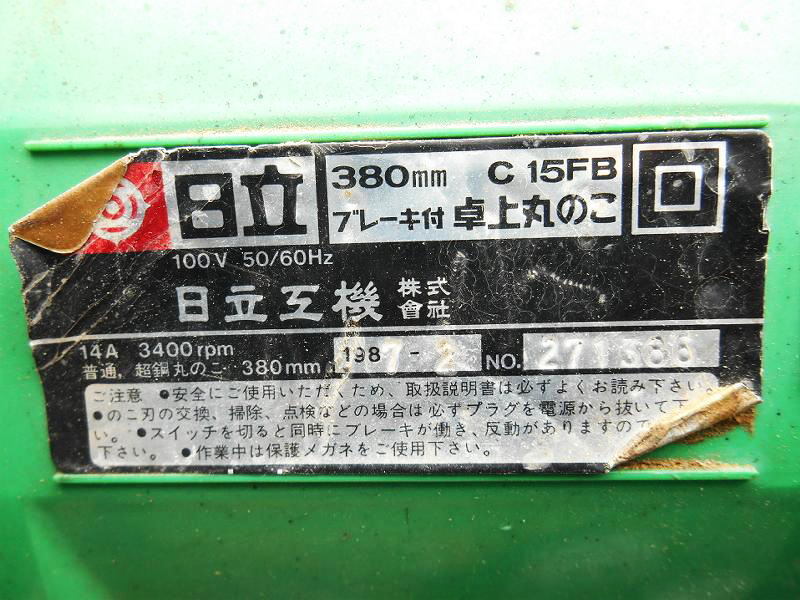 日立
380mm C 15FB
ブレーキ付 卓上丸のこ
100V 50/60Hz
日立工機 株式會社
14A 3400rpm
普通,超鋼丸のこ 380mm
1987-2 NO. 271366
ご注意 ●安全にご使用いただくため、取扱説明書は必ずよくお読み下さい。
●のこ刃の交換、掃除、点検などの場合は必ずプラグを電源から抜いて下さ
い。 ●スイッチを切ると同時にブレーキが働き、反動がありますので
下さい。 ●作業中は保護メガネをご使用下さい。